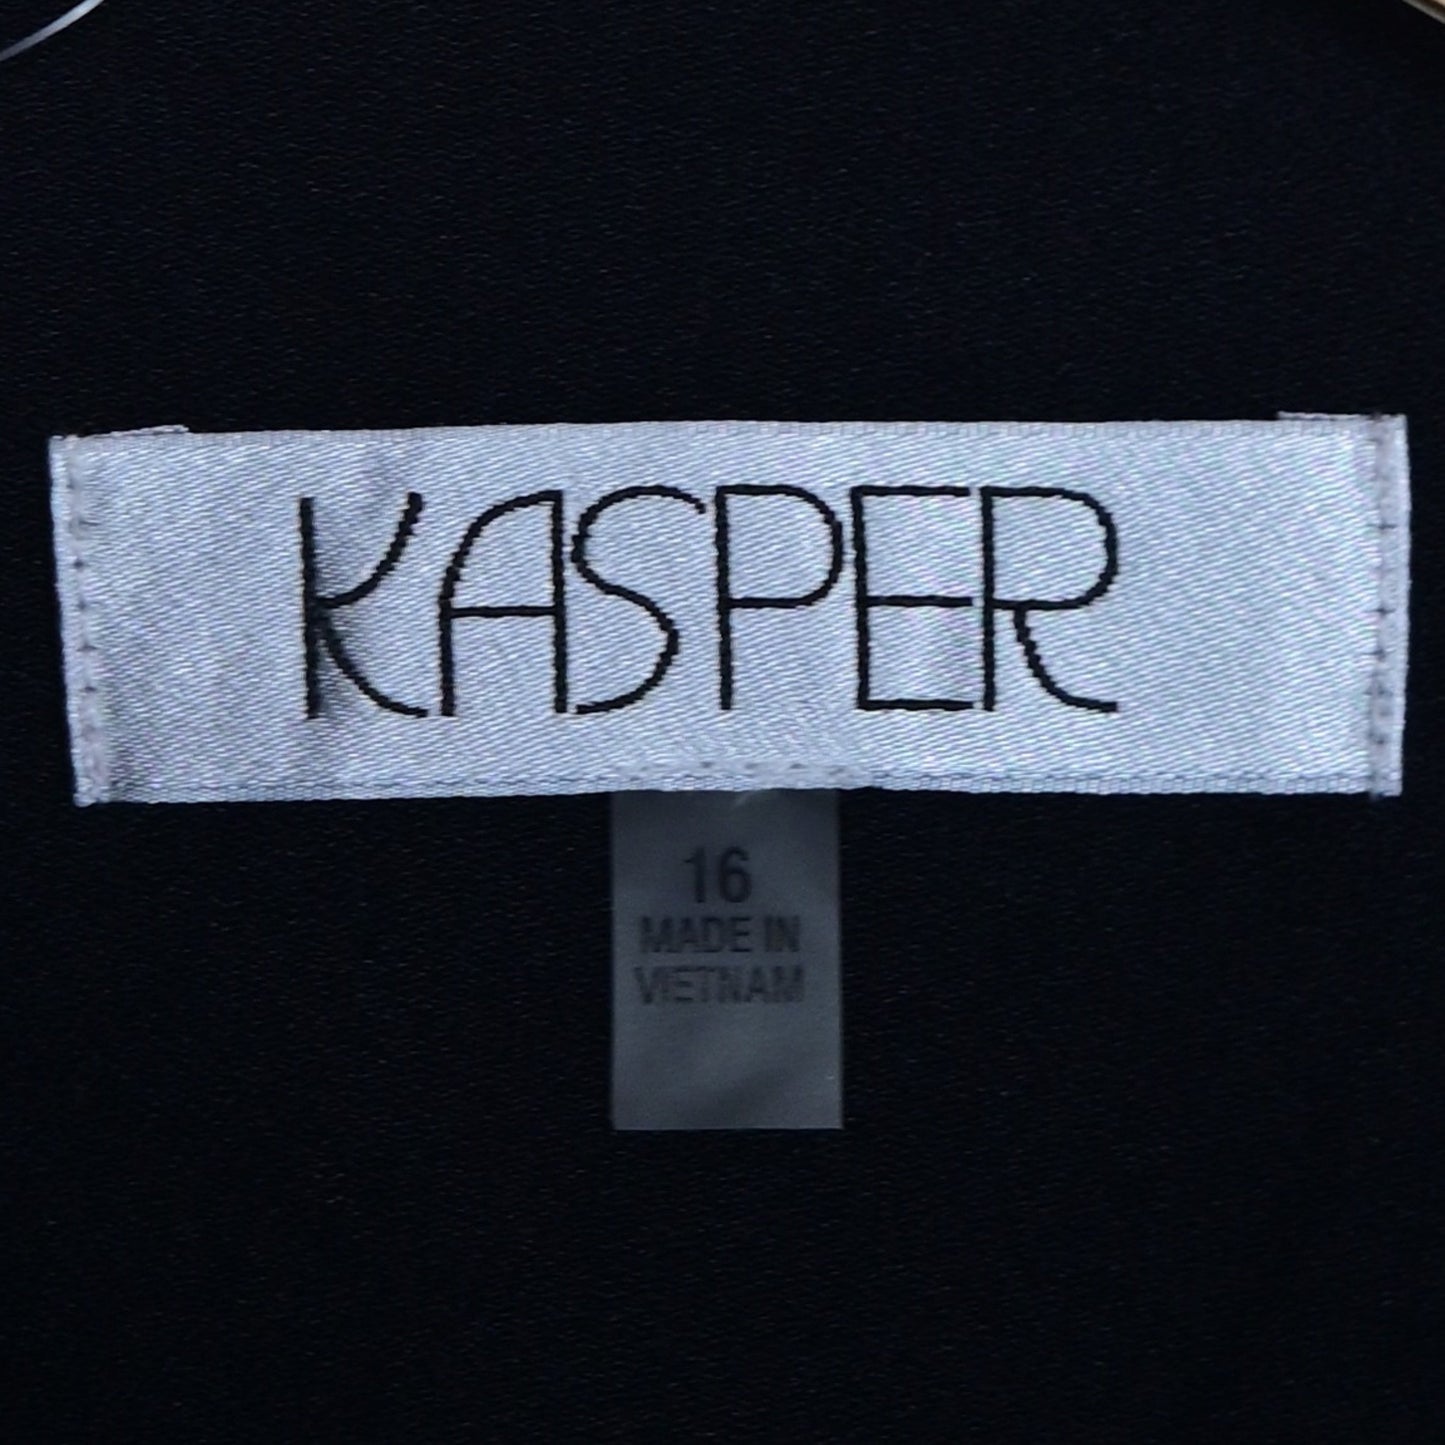 KASPER
16
MADE IN
VIETNAM